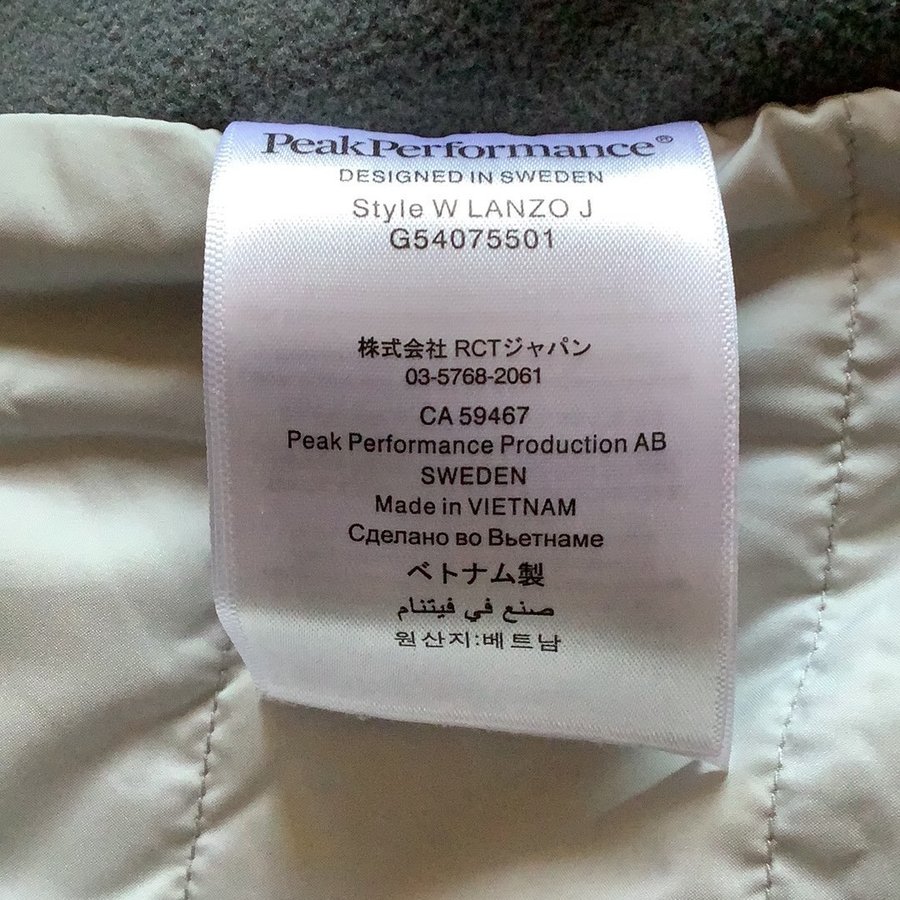 PeakPerformance®
DESIGNED IN SWEDEN
Style W LANZO J
G54075501
株式会社 RCTジャパン
03-5768-2061
CA 59467
Peak Performance Production AB
SWEDEN
Made in VIETNAM
Сделано во Вьетнаме
ベトナム製
صنع في فيتنام
원산지:베트남